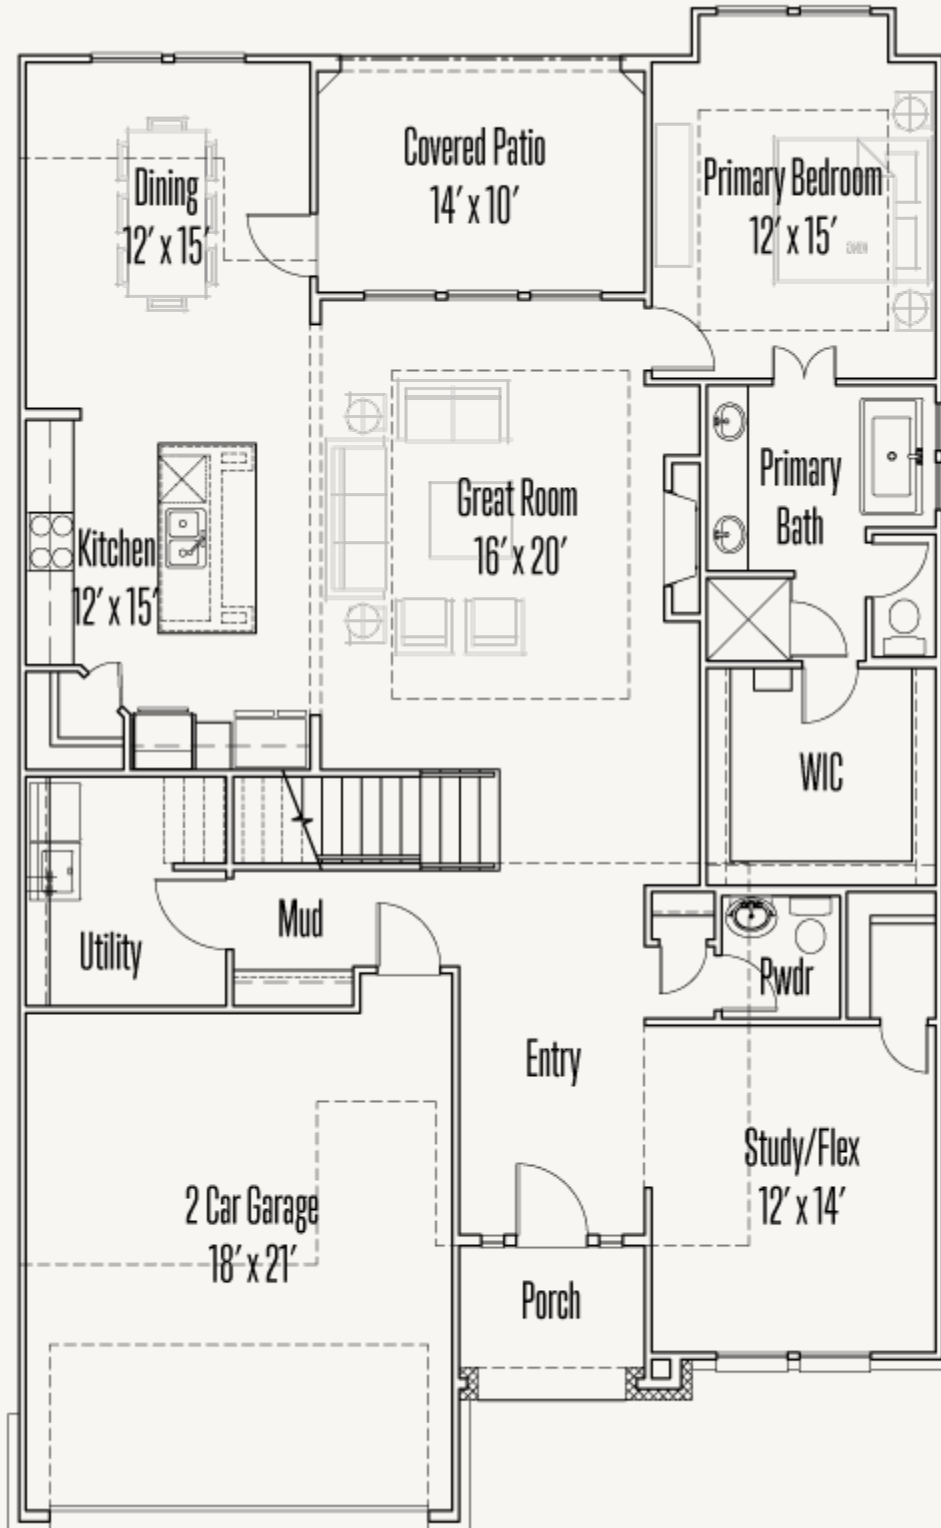 Covered Patio
14' x 10'
Dining
12' x 15'
Primary Bedroom
12' x 15'
KING
Primary
Bath
Great Room
16' x 20'
Kitchen
12' x 15'
WIC
Mud
Utility
Pwdr
Entry
Study/Flex
12' x 14'
2 Car Garage
18' x 21'
Porch